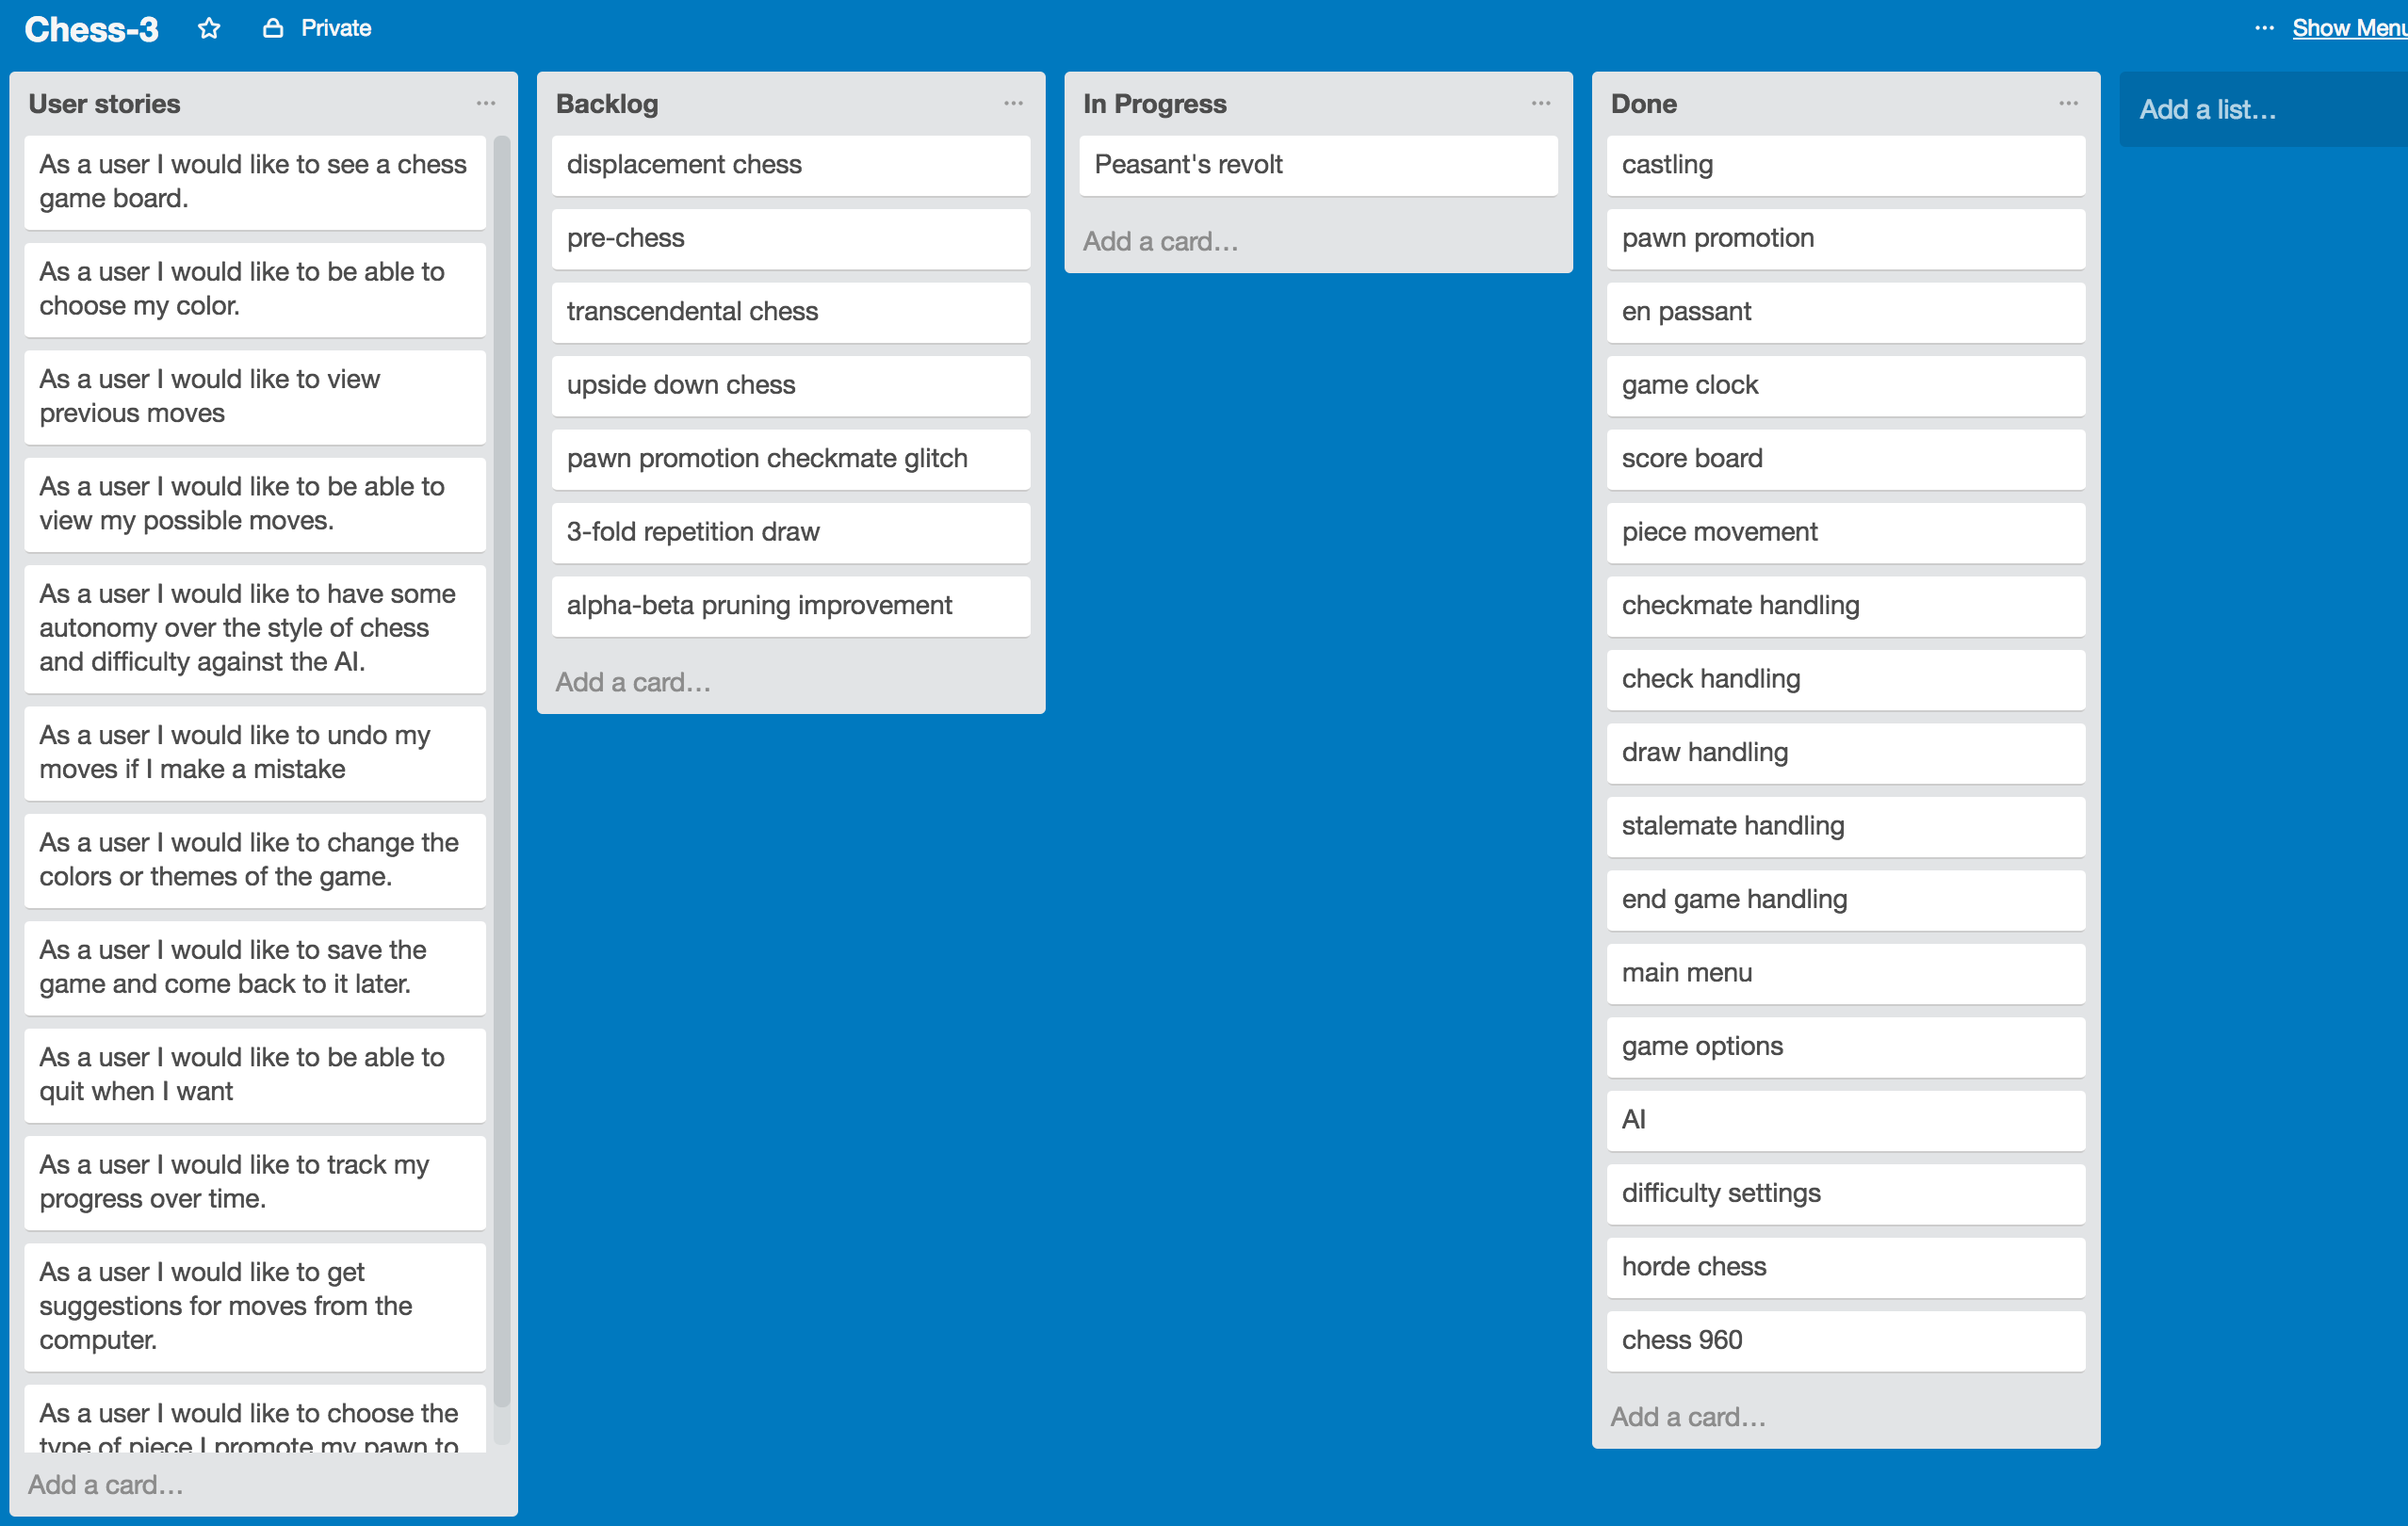 Chess-3
Private
...
Show Menu
User stories
...
As a user I would like to see a chess
game board.
As a user I would like to be able to
choose my color.
As a user I would like to view
previous moves
As a user I would like to be able to
view my possible moves.
As a user I would like to have some
autonomy over the style of chess
and difficulty against the AI.
As a user I would like to undo my
moves if I make a mistake
As a user I would like to change the
colors or themes of the game.
As a user I would like to save the
game and come back to it later.
As a user I would like to be able to
quit when I want
As a user I would like to track my
progress over time.
As a user I would like to get
suggestions for moves from the
computer.
As a user I would like to choose the
type of piece I promote my pawn to
Add a card…
Backlog
...
displacement chess
pre-chess
transcendental chess
upside down chess
pawn promotion checkmate glitch
3-fold repetition draw
alpha-beta pruning improvement
Add a card…
In Progress
...
Peasant's revolt
Add a card…
Done
...
castling
pawn promotion
en passant
game clock
score board
piece movement
checkmate handling
check handling
draw handling
stalemate handling
end game handling
main menu
game options
AI
difficulty settings
horde chess
chess 960
Add a card…
Add a list…